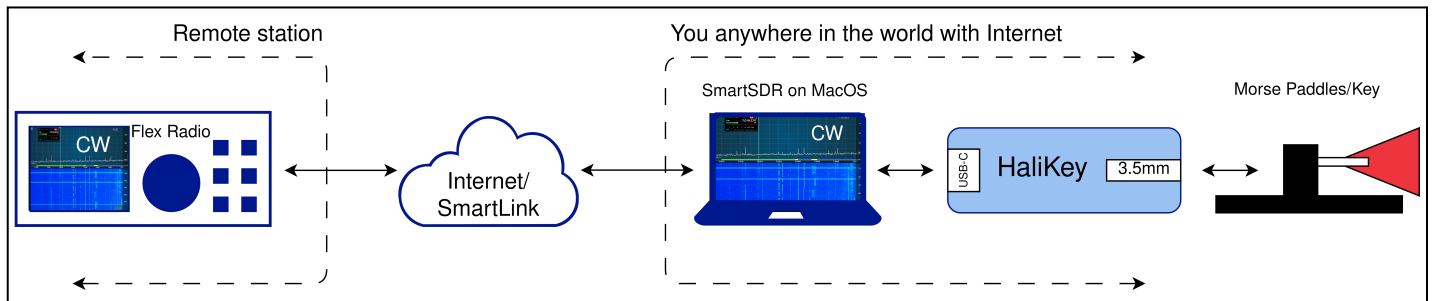 Remote station
You anywhere in the world with Internet
SmartSDR on MacOS
Morse Paddles/Key
Flex Radio
CW
CW
Internet/
SmartLink
USB-C
HaliKey
3.5mm